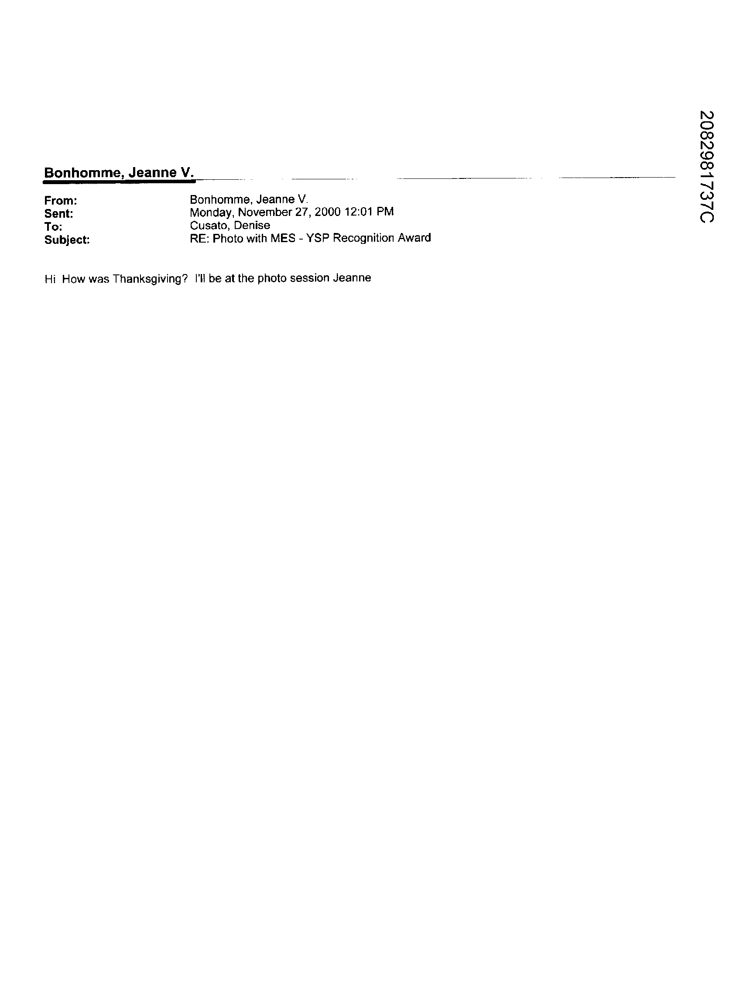 Bonhomme, Jeanne V.
From: Bonhomme, Jeanne V.
Sent: Monday, November 27, 2000 12:01 PM
To: Cusato, Denise
Subject: RE: Photo with MES - YSP Recognition Award
Hi How was Thanksgiving? I'll be at the photo session Jeanne
2082981737C